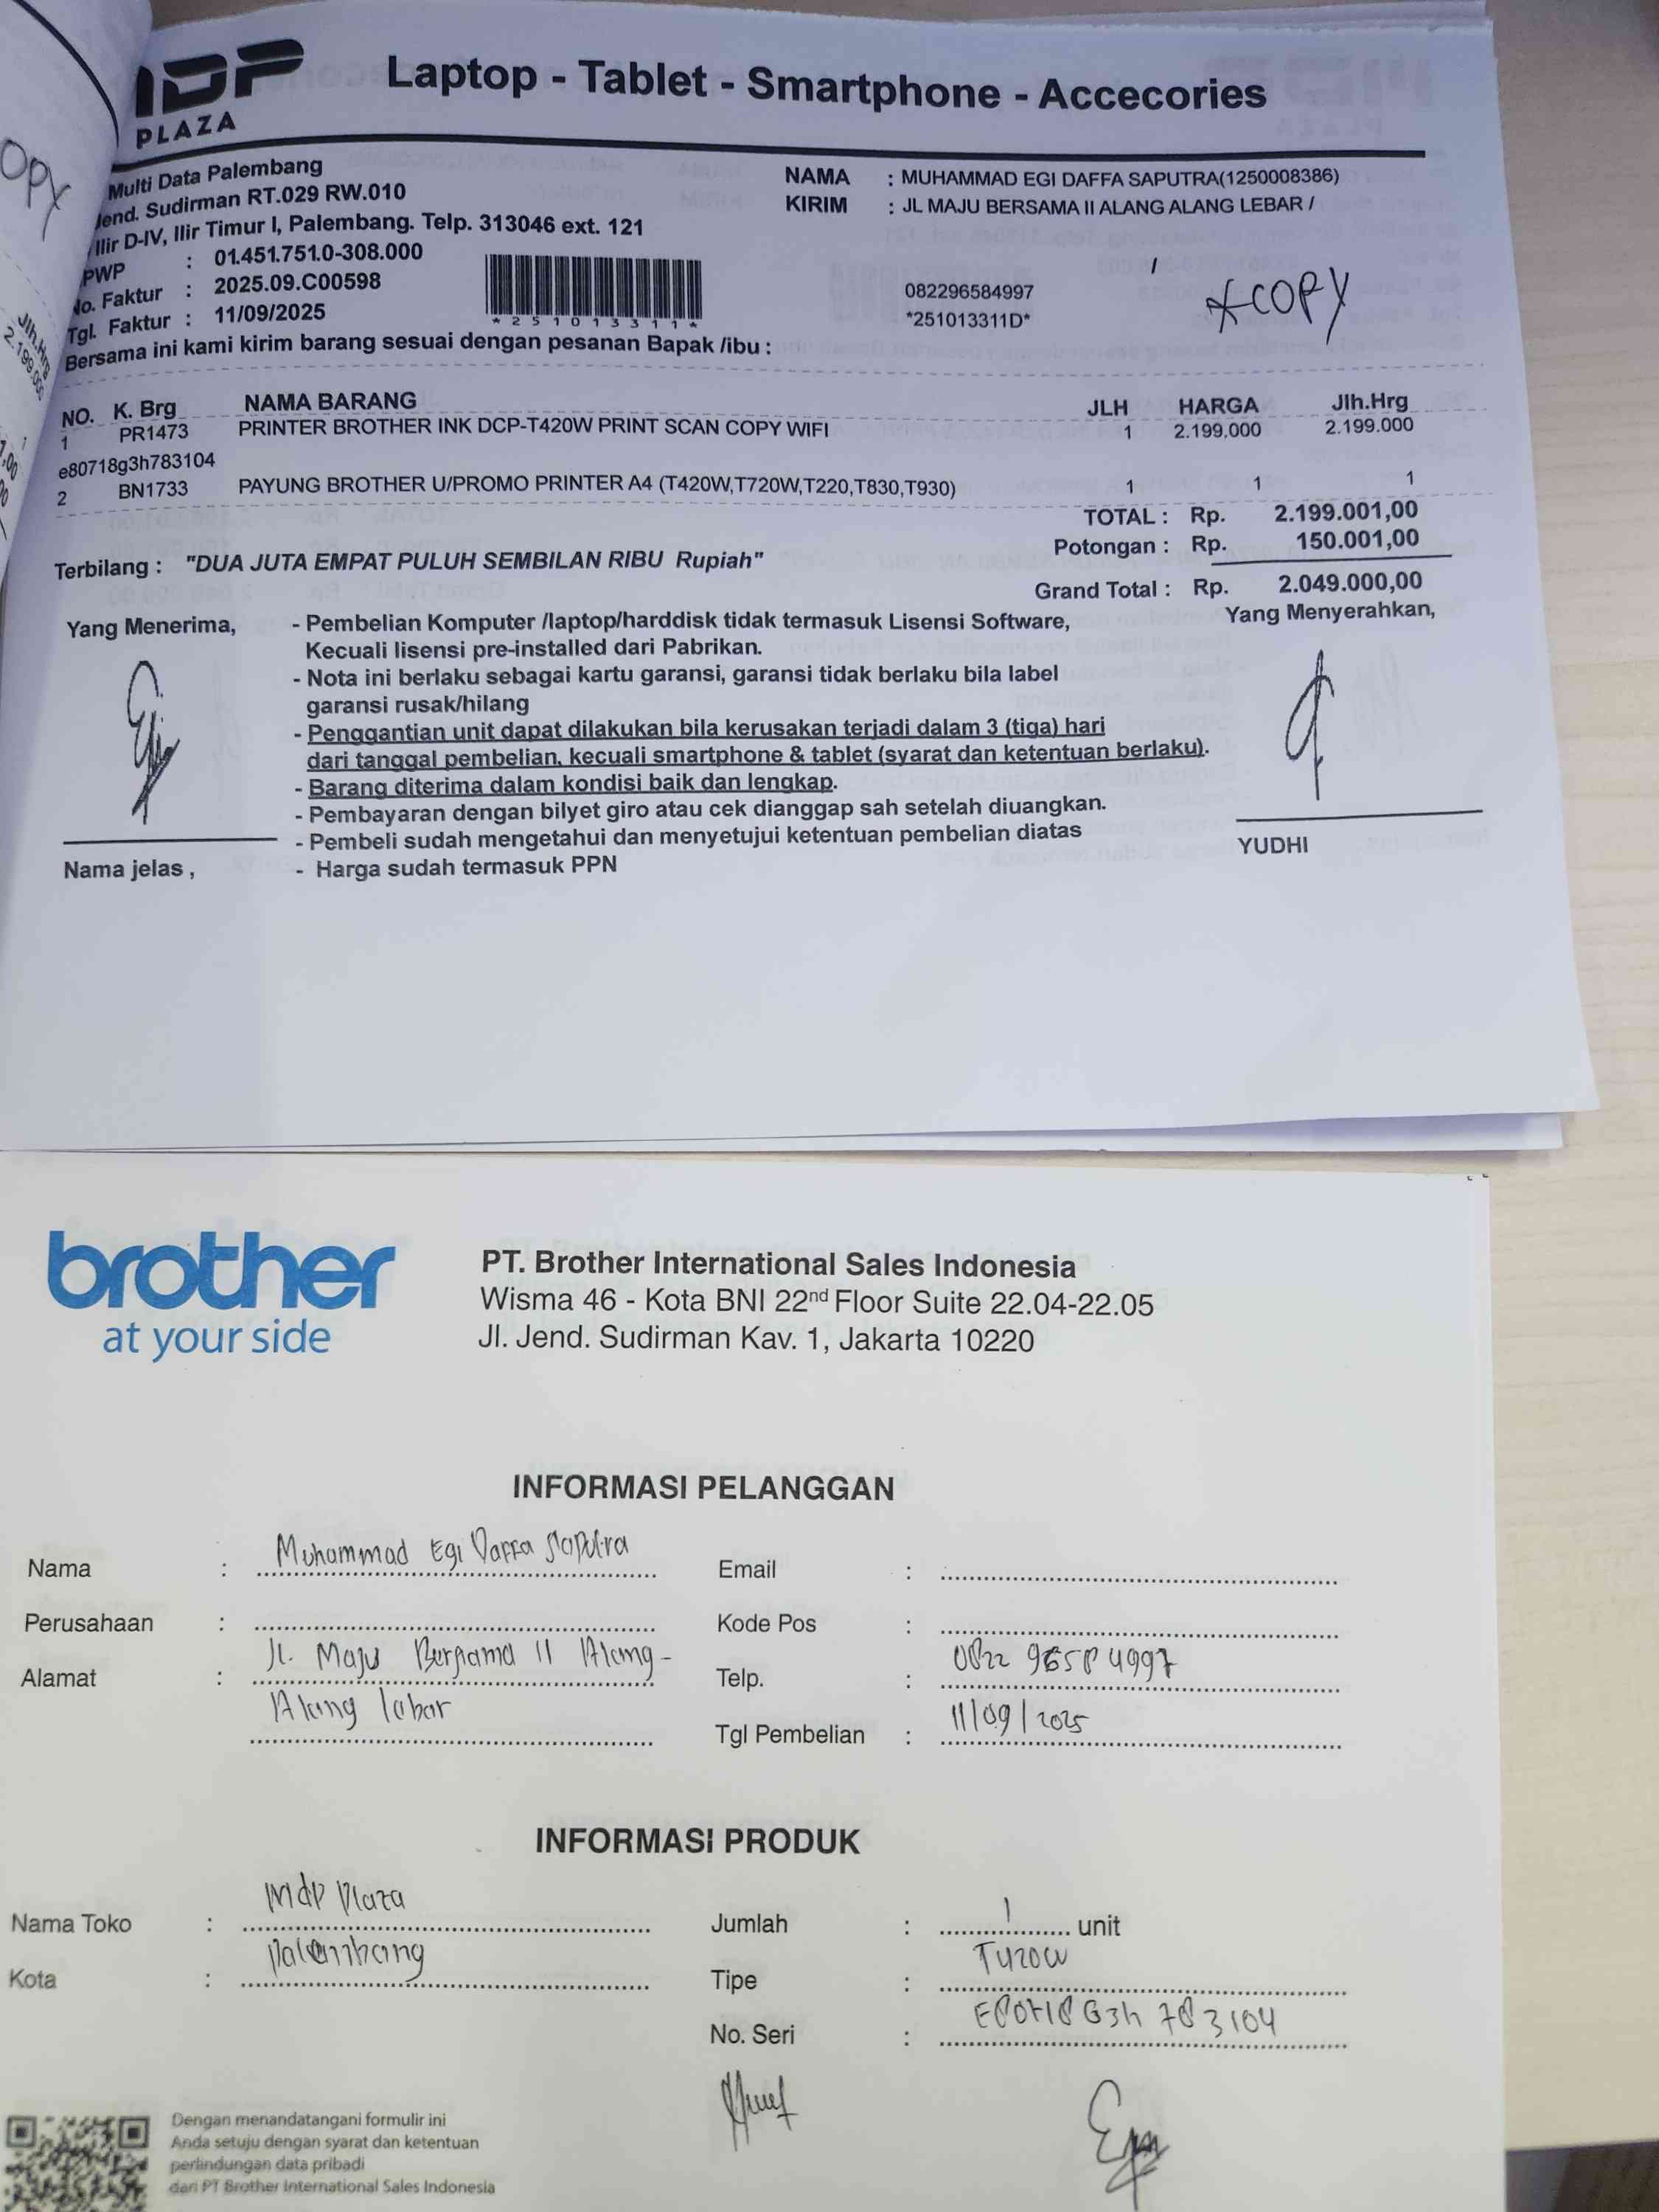 IDP
PLAZA
Laptop - Tablet - Smartphone - Accecories
OPY
Multi Data Palembang
Jend. Sudirman RT.029 RW.010
Ilir D-IV, Ilir Timur I, Palembang. Telp. 313046 ext. 121
PWP : 01.451.751.0-308.000
No. Faktur : 2025.09.C00598
Tgl. Faktur : 11/09/2025
*251013311*
NAMA : MUHAMMAD EGI DAFFA SAPUTRA(1250008386)
KIRIM : JL MAJU BERSAMA II ALANG ALANG LEBAR /
/
082296584997
*251013311D*
*COPY
Jlh.Hrg
2.199.000
Bersama ini kami kirim barang sesuai dengan pesanan Bapak /ibu :
NO. K. Brg NAMA BARANG JLH HARGA Jlh.Hrg
1 PR1473 PRINTER BROTHER INK DCP-T420W PRINT SCAN COPY WIFI 1 2.199.000 2.199.000
e80718g3h783104
2 BN1733 PAYUNG BROTHER U/PROMO PRINTER A4 (T420W,T720W,T220,T830,T930) 1 1 1
TOTAL : Rp. 2.199.001,00
Potongan : Rp. 150.001,00
Terbilang : "DUA JUTA EMPAT PULUH SEMBILAN RIBU Rupiah"
Grand Total : Rp. 2.049.000,00
Yang Menerima,
- Pembelian Komputer /laptop/harddisk tidak termasuk Lisensi Software,
Kecuali lisensi pre-installed dari Pabrikan.
- Nota ini berlaku sebagai kartu garansi, garansi tidak berlaku bila label
garansi rusak/hilang
- Penggantian unit dapat dilakukan bila kerusakan terjadi dalam 3 (tiga) hari
dari tanggal pembelian, kecuali smartphone & tablet (syarat dan ketentuan berlaku).
- Barang diterima dalam kondisi baik dan lengkap.
- Pembayaran dengan bilyet giro atau cek dianggap sah setelah diuangkan.
- Pembeli sudah mengetahui dan menyetujui ketentuan pembelian diatas
- Harga sudah termasuk PPN
Yang Menyerahkan,
YUDHI
Nama jelas ,
brother
at your side
PT. Brother International Sales Indonesia
Wisma 46 - Kota BNI 22nd Floor Suite 22.04-22.05
Jl. Jend. Sudirman Kav. 1, Jakarta 10220
INFORMASI PELANGGAN
Nama : Muhammad Egi Daffa Saputra
Perusahaan :
Alamat : Jl. Maju Bersama II Alang-
Alang lebar
Email :
Kode Pos :
Telp. : 0822 9658 4997
Tgl Pembelian : 11/09/2025
INFORMASI PRODUK
Nama Toko : Mdp Plaza
Kota : Palembang
Jumlah : 1 unit
Tipe : T420W
No. Seri : E80718G3h 783104
Dengan menandatangani formulir ini
Anda setuju dengan syarat dan ketentuan
perlindungan data pribadi
dari PT Brother International Sales Indonesia